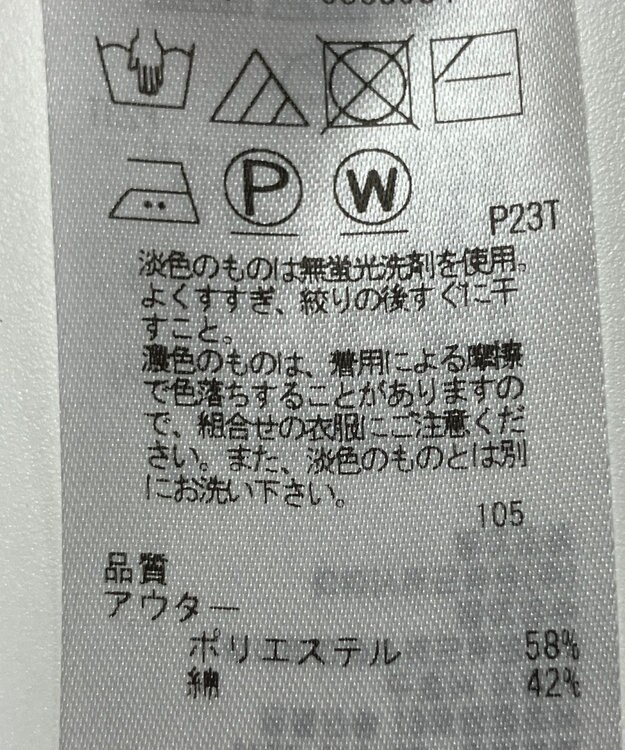 P
W
P23T
淡色のものは無蛍光洗剤を使用。
よくすすぎ、絞りの後すぐに干
すこと。
濃色のものは、着用による摩擦
で色落ちすることがありますの
で、組合せの衣服にご注意くだ
さい。また、淡色のものとは別
にお洗い下さい。
105
品質
アウター
ポリエステル 58%
綿 42%